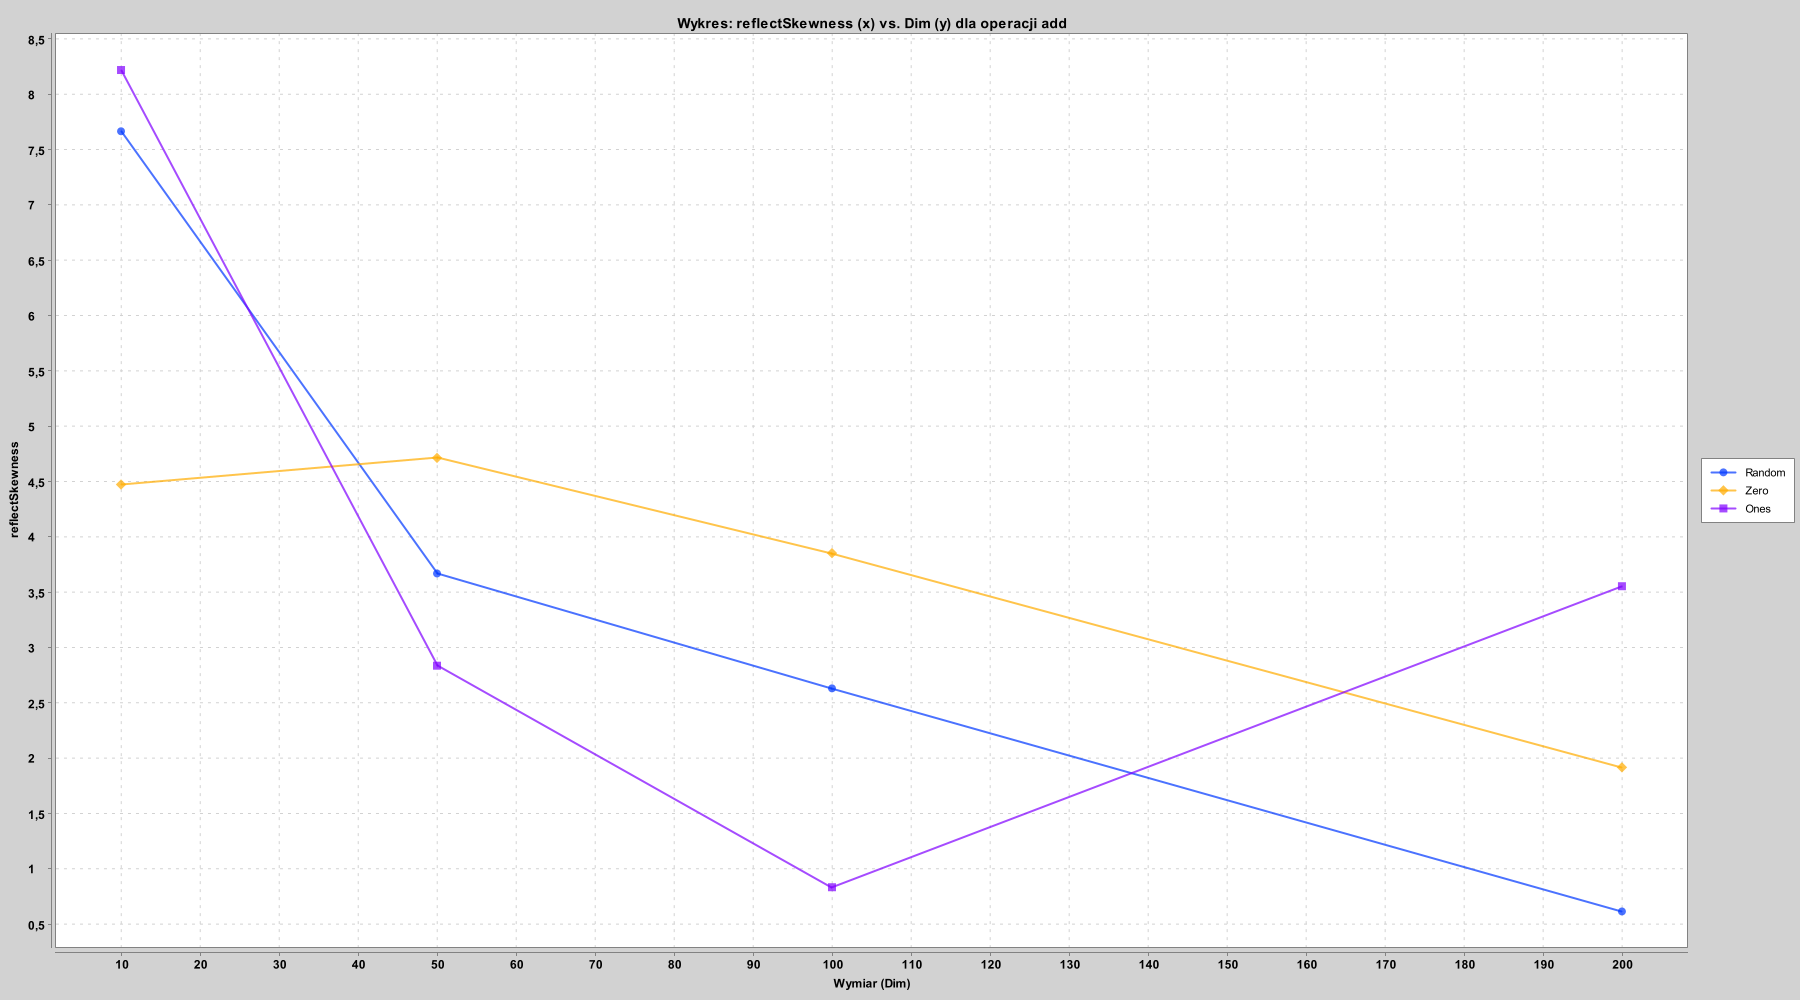 Wykres: reflectSkewness (x) vs. Dim (y) dla operacji add
8,5
8
7,5
7
6,5
6
5,5
5
4,5
4
3,5
3
2,5
2
1,5
1
0,5
reflectSkewness
10 20 30 40 50 60 70 80 90 100 110 120 130 140 150 160 170 180 190 200
Wymiar (Dim)
Random
Zero
Ones